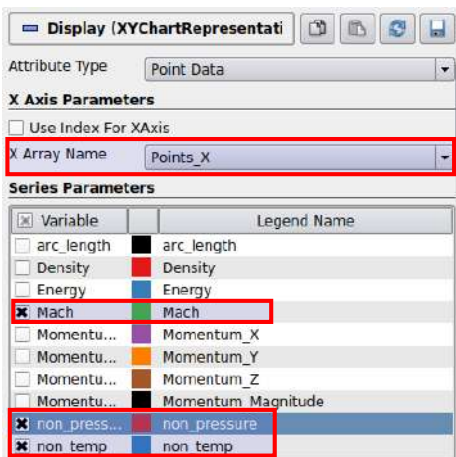 Display (XYChartRepresentati
Attribute Type Point Data
X Axis Parameters
Use Index For XAxis
X Array Name Points_X
Series Parameters
Variable Legend Name
arc_length arc_length
Density Density
Energy Energy
Mach Mach
Momentu... Momentum_X
Momentu... Momentum_Y
Momentu... Momentum_Z
Momentu... Momentum_Magnitude
non_press... non_pressure
non_temp non_temp